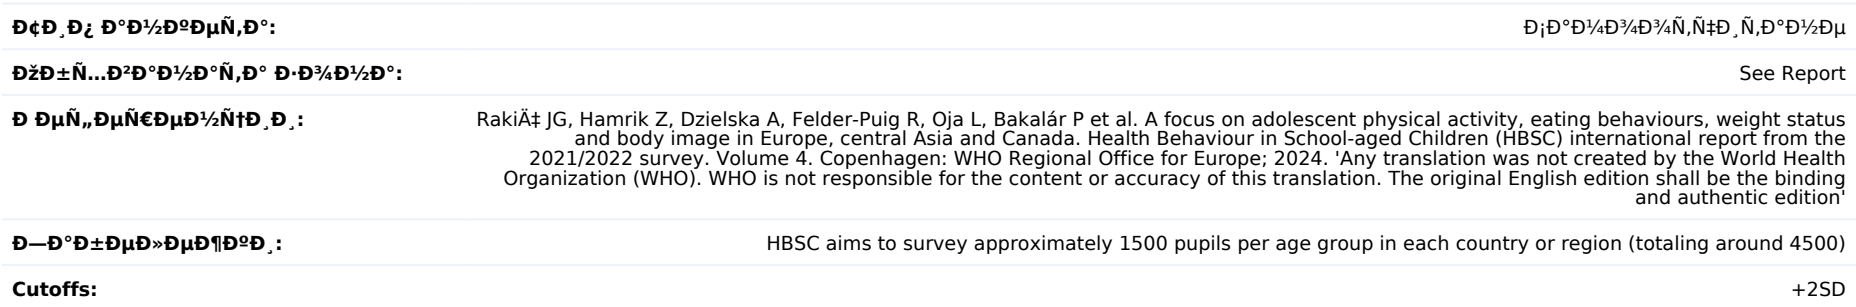 Ð¢Ð¸Ð¿ Ð°Ð½ÐºÐµÑ‚Ð°: Ð¡Ð°Ð¼Ð¾Ð¾Ñ‚Ñ‡Ð¸Ñ‚Ð°Ð½Ðµ
ÐžÐ±Ñ…Ð²Ð°Ð½Ð°Ñ‚Ð° Ð·Ð¾Ð½Ð°: See Report
Ð ÐµÑ„ÐµÑ€ÐµÐ½Ñ†Ð¸Ð¸: RakiÄ‡ JG, Hamrik Z, Dzielska A, Felder-Puig R, Oja L, Bakalár P et al. A focus on adolescent physical activity, eating behaviours, weight status
and body image in Europe, central Asia and Canada. Health Behaviour in School-aged Children (HBSC) international report from the
2021/2022 survey. Volume 4. Copenhagen: WHO Regional Office for Europe; 2024. 'Any translation was not created by the World Health
Organization (WHO). WHO is not responsible for the content or accuracy of this translation. The original English edition shall be the binding
and authentic edition'
Ð—Ð°Ð±ÐµÐ»ÐµÐ¶ÐºÐ¸: HBSC aims to survey approximately 1500 pupils per age group in each country or region (totaling around 4500)
Cutoffs: +2SD